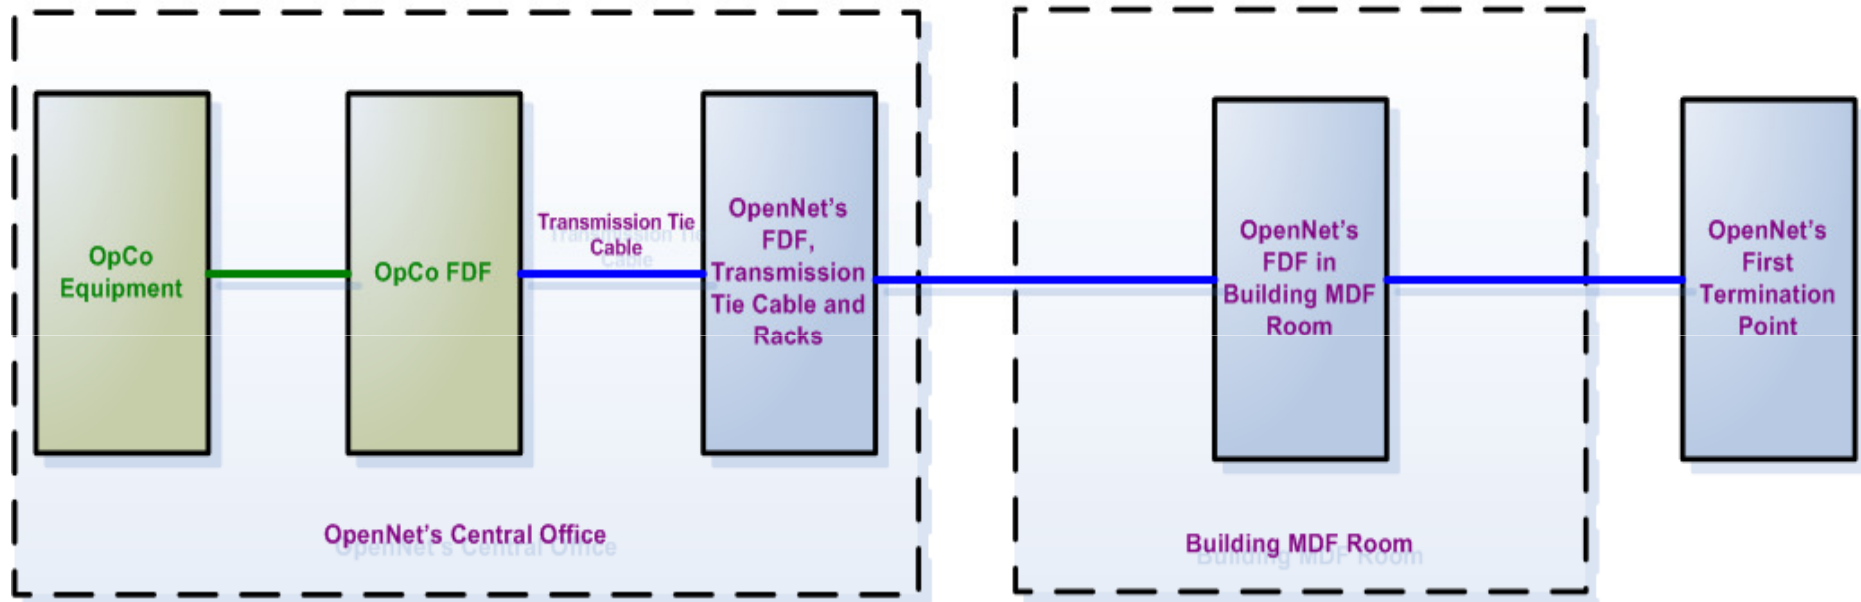 OpCo
Equipment
OpCo FDF
Transmission Tie
Cable
OpenNet's
FDF,
Transmission
Tie Cable and
Racks
OpenNet's Central Office
OpenNet's
FDF in
Building MDF
Room
Building MDF Room
OpenNet's
First
Termination
Point